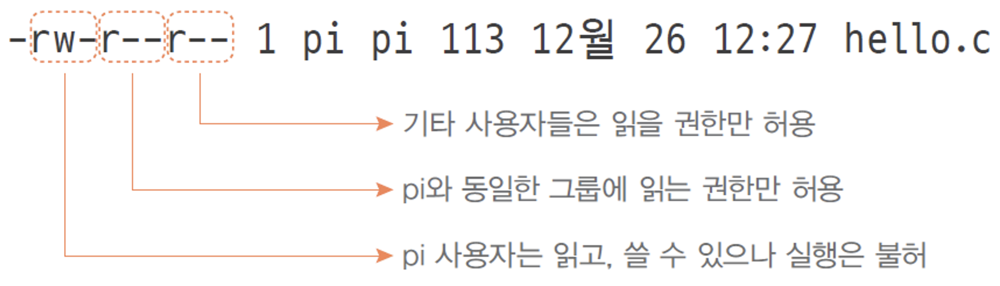 -rw-r--r-- 1 pi pi 113 12월 26 12:27 hello.c
기타 사용자들은 읽을 권한만 허용
pi와 동일한 그룹에 읽는 권한만 허용
pi 사용자는 읽고, 쓸 수 있으나 실행은 불허